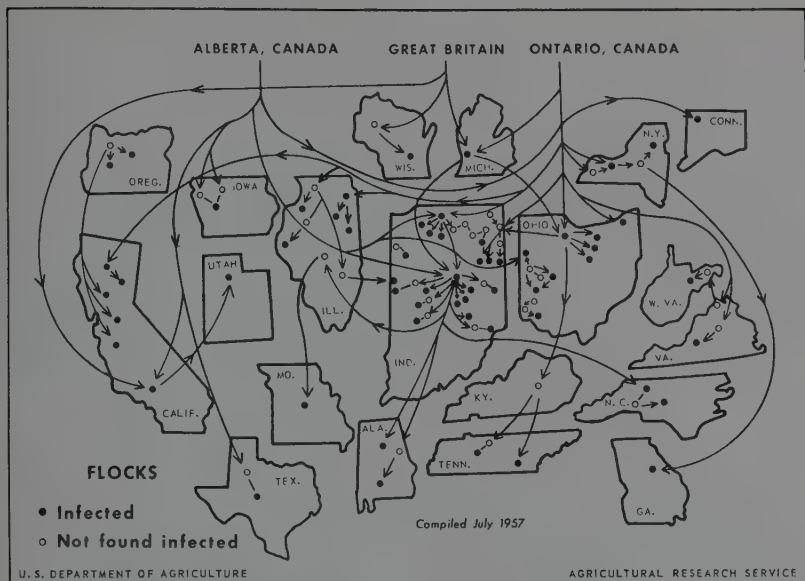 ALBERTA, CANADA GREAT BRITAIN ONTARIO, CANADA
CONN.
N.Y.
WIS. MICH.
OREG. IOWA
OHIO
UTAH
ILL.
W. VA.
VA.
IND.
MO. KY.
CALIF. N.C.
ALA.
TENN.
FLOCKS TEX.
GA.
● Infected
Compiled July 1957
○ Not found infected
U. S. DEPARTMENT OF AGRICULTURE AGRICULTURAL RESEARCH SERVICE